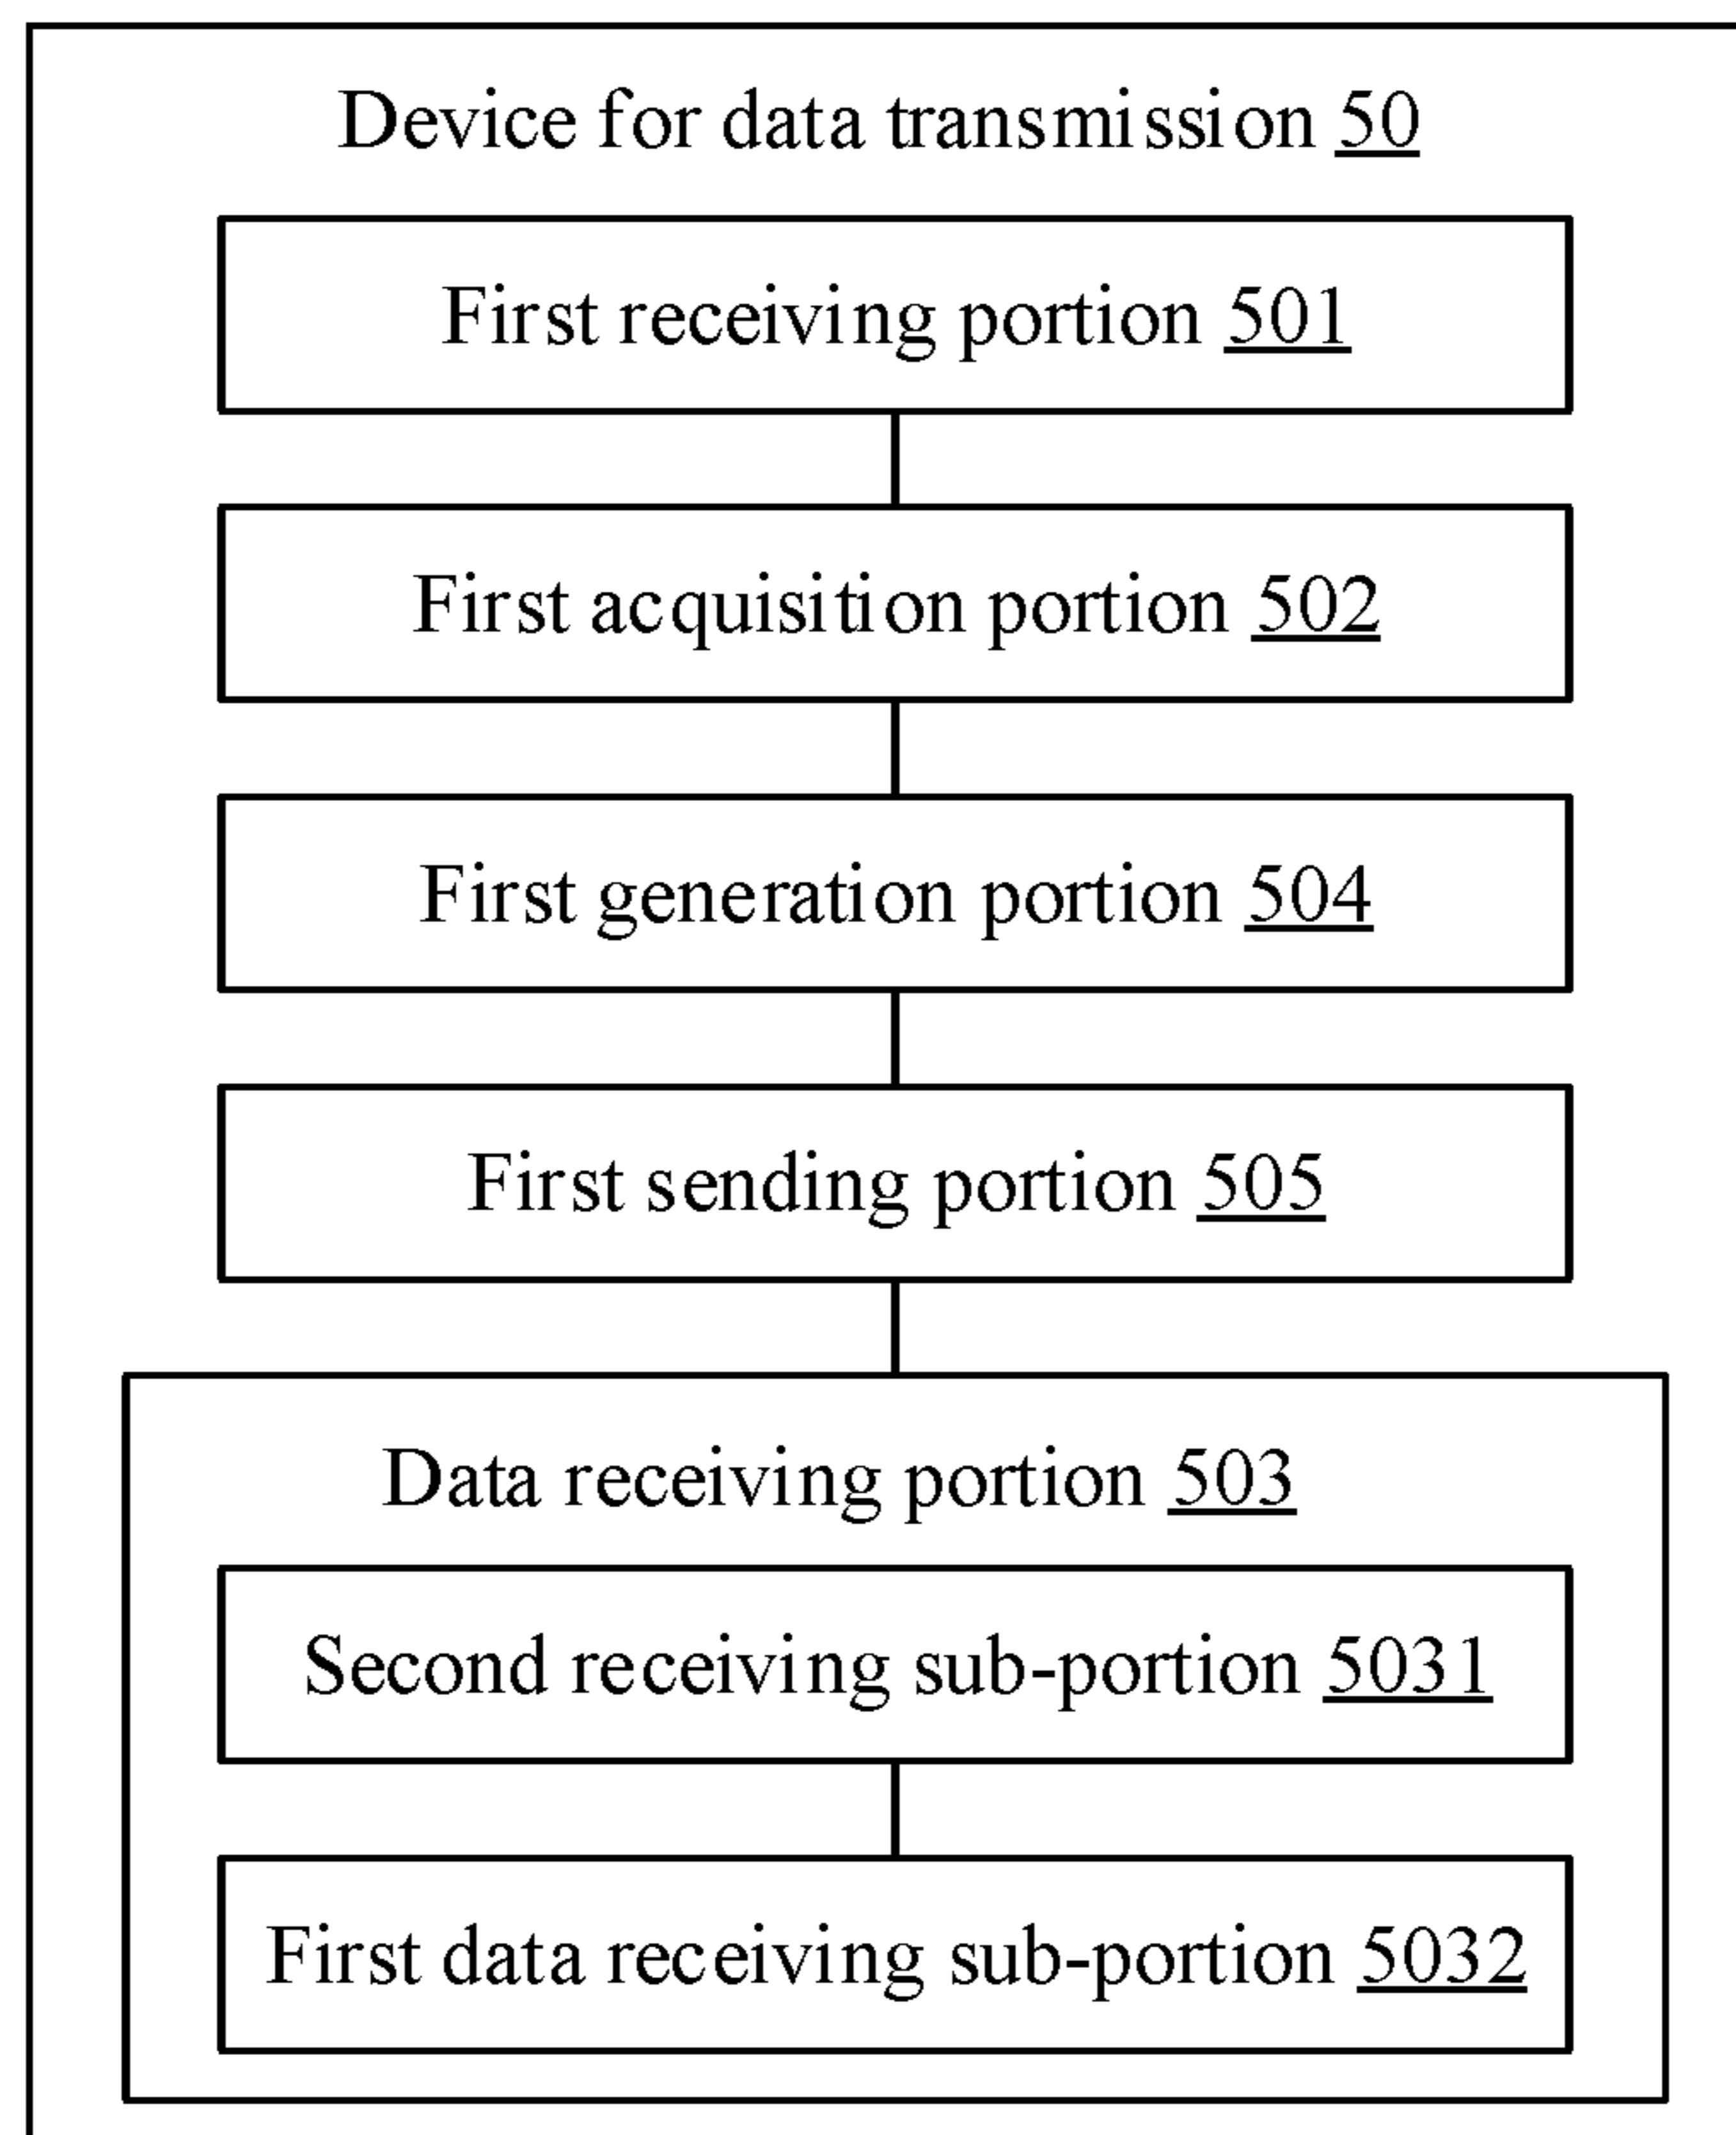 Device for data transmission 50
First receiving portion 501
First acquisition portion 502
First generation portion 504
First sending portion 505
Data receiving portion 503
Second receiving sub-portion 5031
First data receiving sub-portion 5032